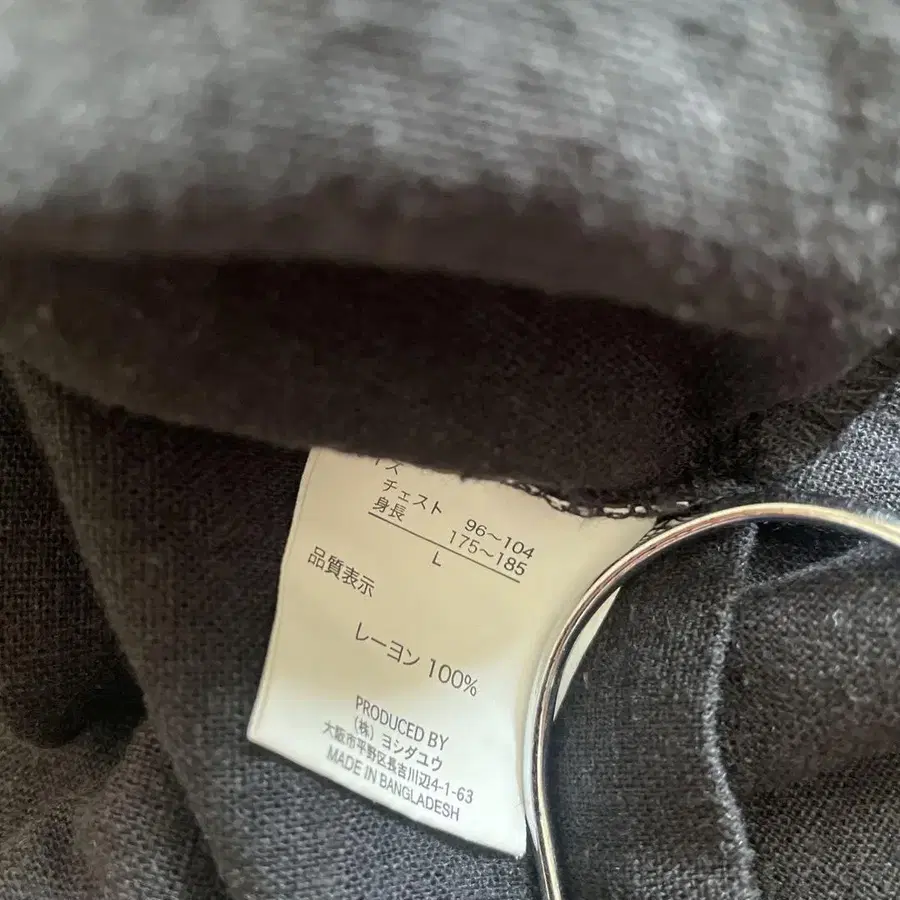 イズ
チェスト 96～104
身長 175～185
L
品質表示
レーヨン 100%
PRODUCED BY
(株) ヨシダユウ
大阪市平野区長吉川辺4-1-63
MADE IN BANGLADESH